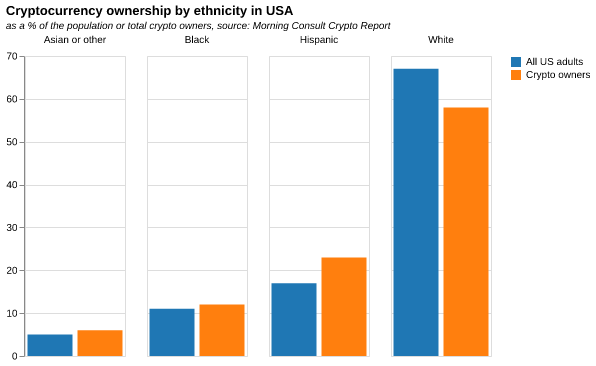 Cryptocurrency ownership by ethnicity in USA
as a % of the population or total crypto owners, source: Morning Consult Crypto Report
Asian or other Black Hispanic White
All US adults
Crypto owners
70
60
50
40
30
20
10
0